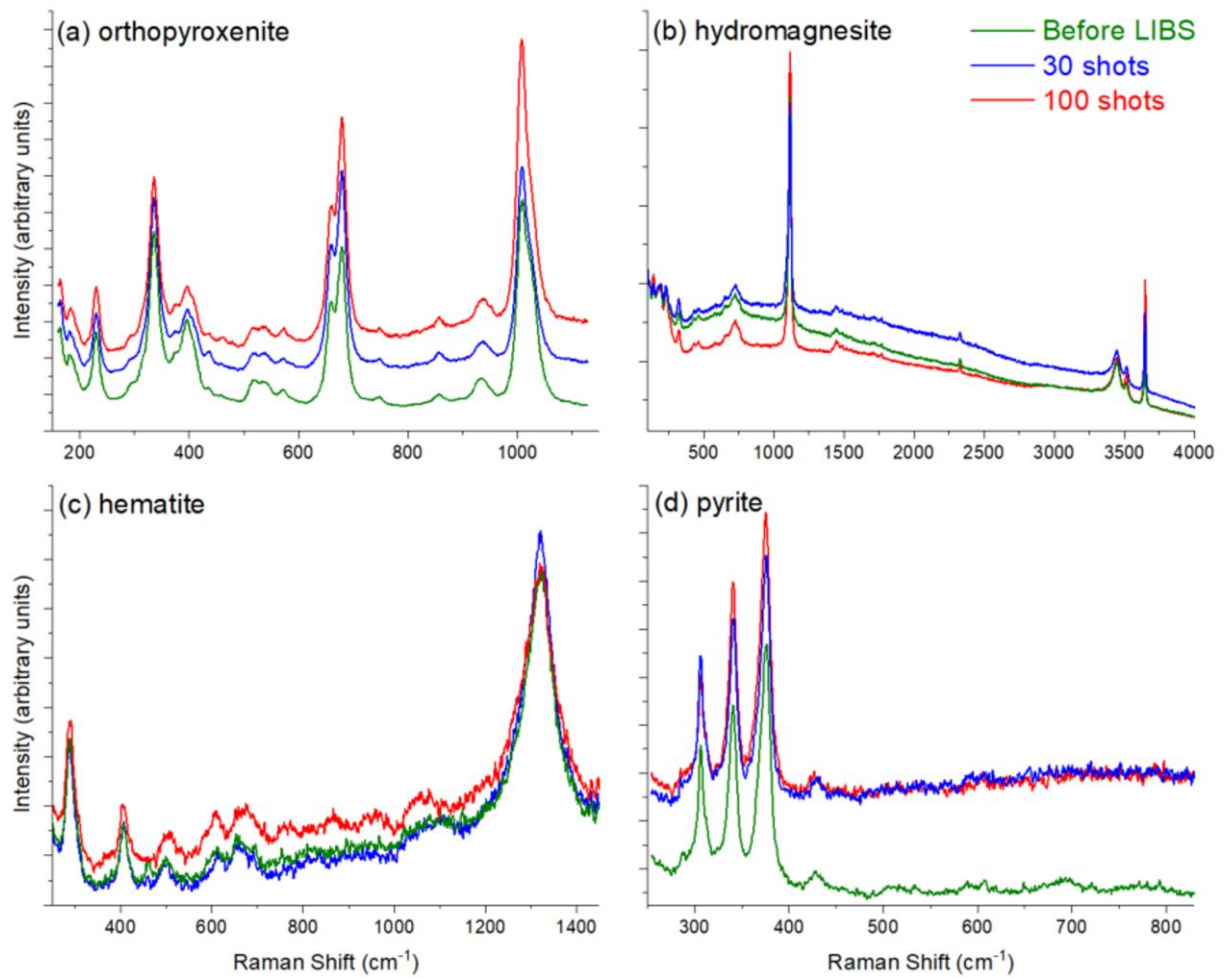 (a) orthopyroxenite
(b) hydromagnesite
Before LIBS
30 shots
100 shots
Intensity (arbitrary units)
200 400 600 800 1000
500 1000 1500 2000 2500 3000 3500 4000
(c) hematite
(d) pyrite
Intensity (arbitrary units)
400 600 800 1000 1200 1400
300 400 500 600 700 800
Raman Shift (cm⁻¹)
Raman Shift (cm⁻¹)